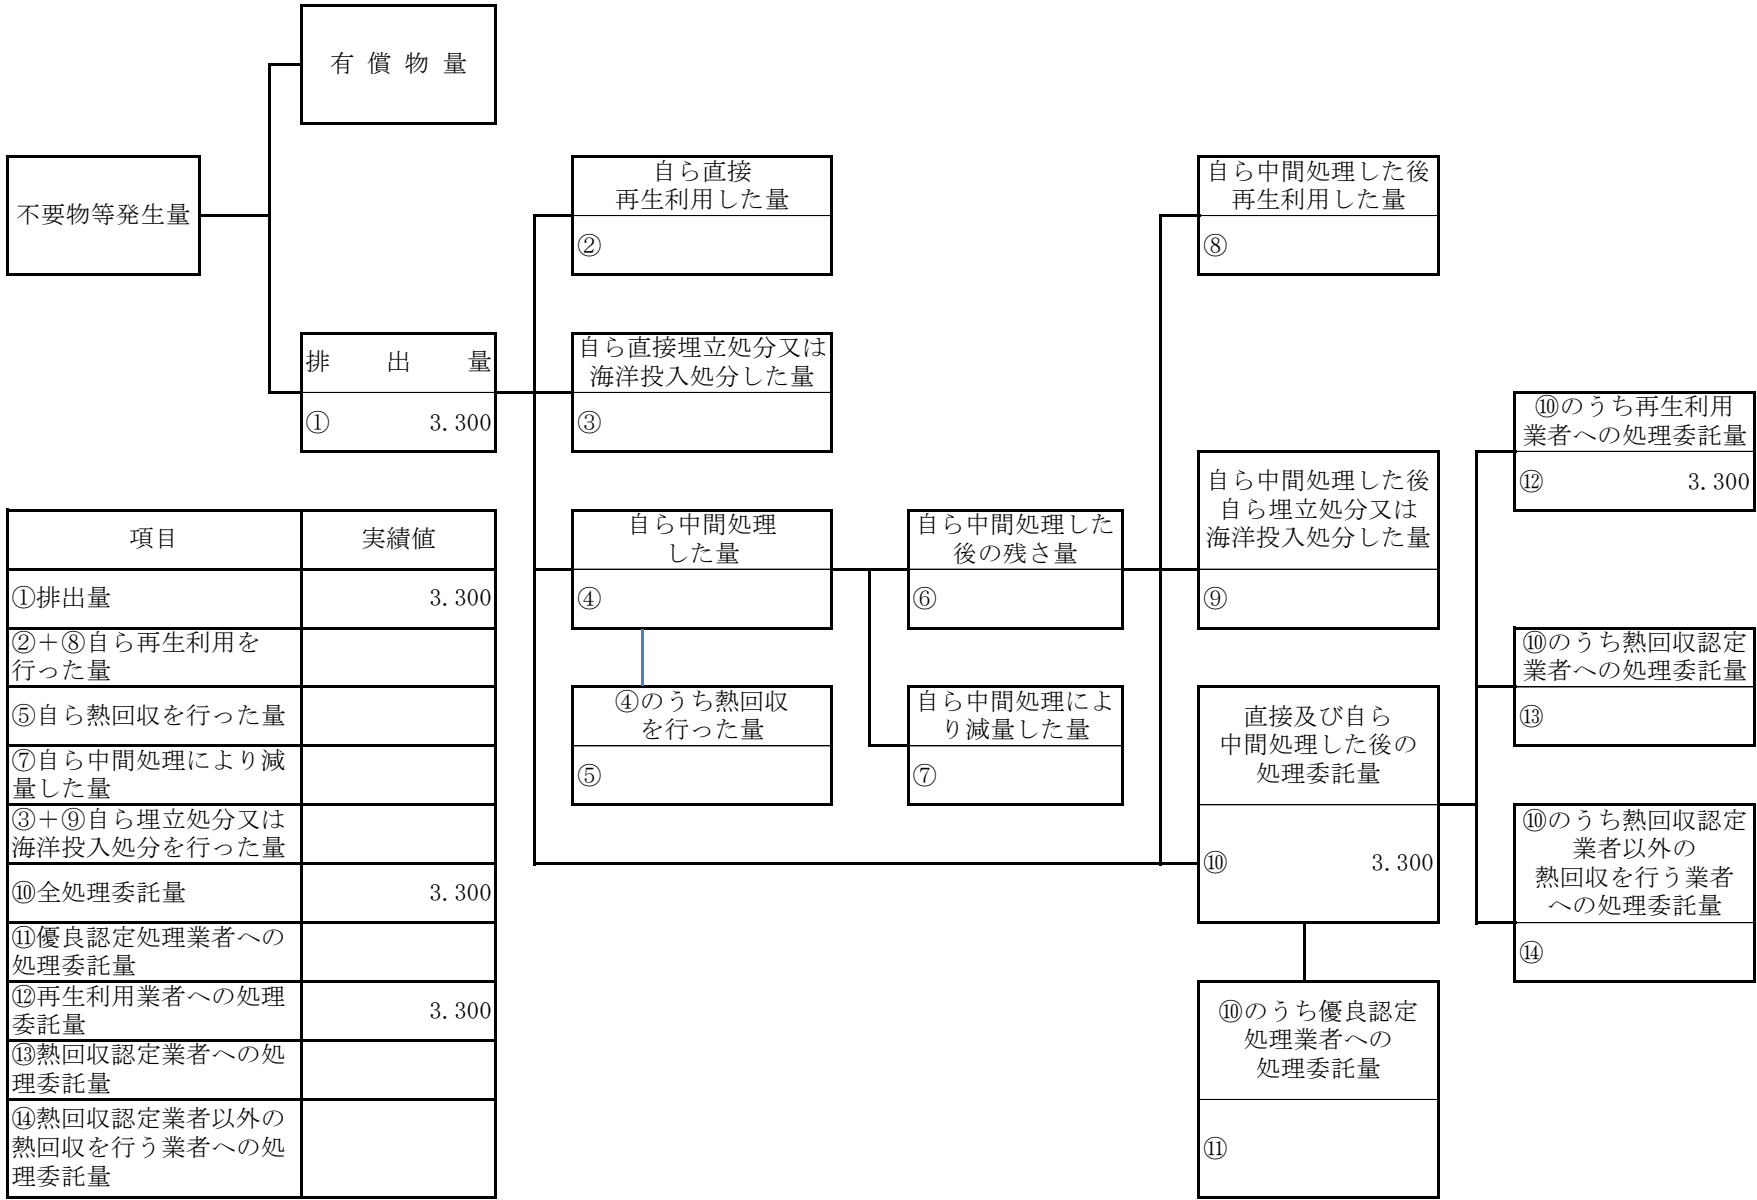 有償物量
不要物等発生量
排出量
① 3.300
自ら直接
再生利用した量
②
自ら直接埋立処分又は
海洋投入処分した量
③
自ら中間処理
した量
④
④のうち熱回収
を行った量
⑤
自ら中間処理した
後の残さ量
⑥
自ら中間処理によ
り減量した量
⑦
自ら中間処理した後
再生利用した量
⑧
自ら中間処理した後
自ら埋立処分又は
海洋投入処分した量
⑨
直接及び自ら
中間処理した後の
処理委託量
⑩ 3.300
⑩のうち優良認定
処理業者への
処理委託量
⑪
⑩のうち再生利用
業者への処理委託量
⑫ 3.300
⑩のうち熱回収認定
業者への処理委託量
⑬
⑩のうち熱回収認定
業者以外の
熱回収を行う業者
への処理委託量
⑭
項目 実績値
①排出量 3.300
②+⑧自ら再生利用を
行った量
⑤自ら熱回収を行った量
⑦自ら中間処理により減
量した量
③+⑨自ら埋立処分又は
海洋投入処分を行った量
⑩全処理委託量 3.300
⑪優良認定処理業者への
処理委託量
⑫再生利用業者への処理
委託量 3.300
⑬熱回収認定業者への処
理委託量
⑭熱回収認定業者以外の
熱回収を行う業者への処
理委託量